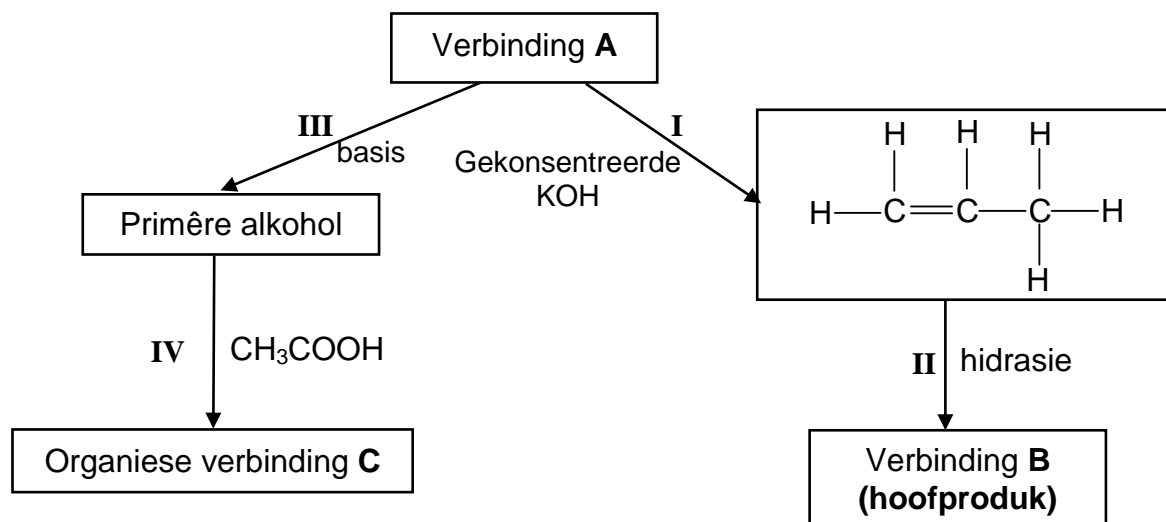 Verbinding A
III
basis
I
Gekonsentreerde
KOH
H H H
H C C C H
H
Primêre alkohol
IV
CH₃COOH
II hidrasie
Organiese verbinding C
Verbinding B
(hoofproduk)